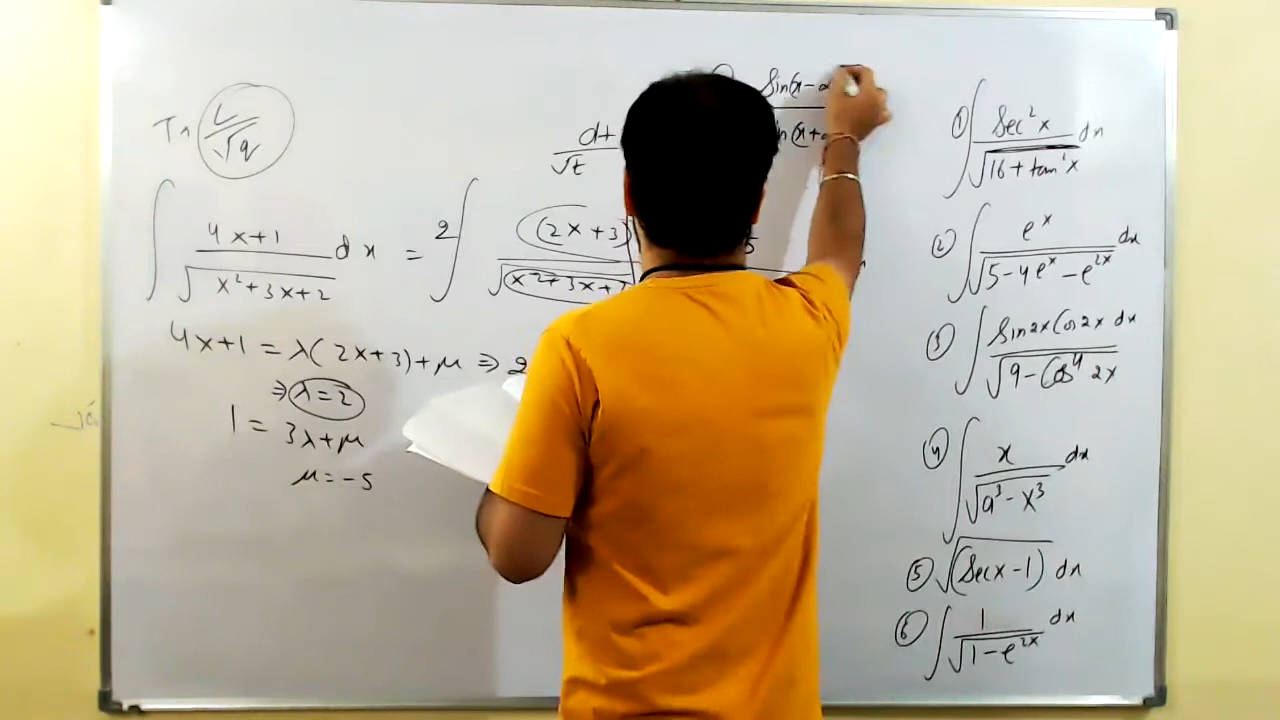 L/√q
∫ (4x+1)/√(x²+3x+2) dx = 2∫ (2x+3)/√(x²+3x+2
4x+1 = λ(2x+3)+μ ⇒ 2
⇒ λ=2
1 = 3λ+μ
μ=-5
dt/√t
Sin(x-
(x+
① ∫ Sec²x/√(16+tan²x) dx
② ∫ eˣ/√(5-4eˣ-e²ˣ) dx
③ ∫ Sin2x Cos2x dx/√(9-Cos⁴2x)
④ ∫ x/√(a³-x³) dx
⑤ √(Secx-1) dx
⑥ ∫ 1/√(1-e²ˣ) dx